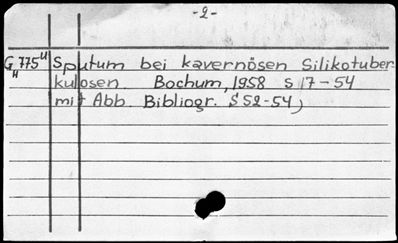 -2-
G 775 Sputum bei kavernösen Silikotuber-
kulosen. Bochum, 1958 S 17-54
mit Abb. Bibliogr. S 52-54,